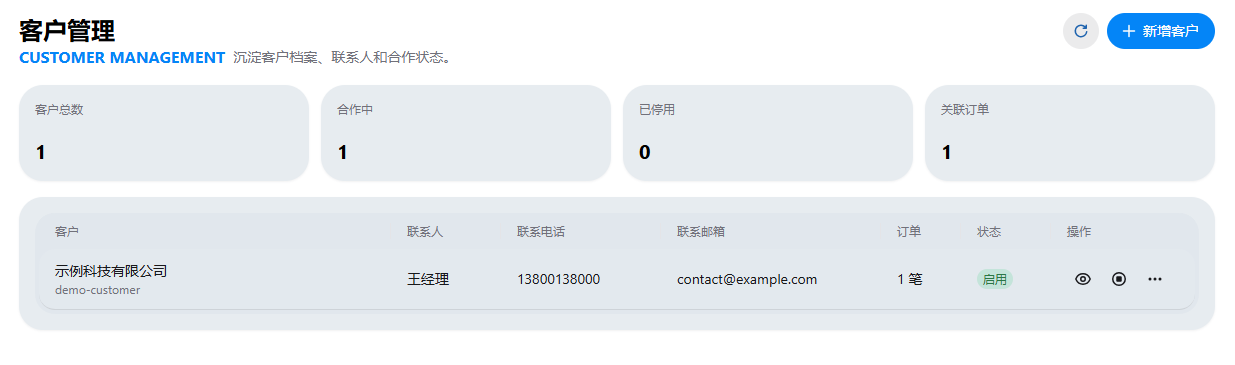 客户管理
CUSTOMER MANAGEMENT 沉淀客户档案、联系人和合作状态。
新增客户
客户总数 合作中 已停用 关联订单
1 1 0 1
客户 联系人 联系电话 联系邮箱 订单 状态 操作
示例科技有限公司 王经理 13800138000 contact@example.com 1 笔 启用
demo-customer